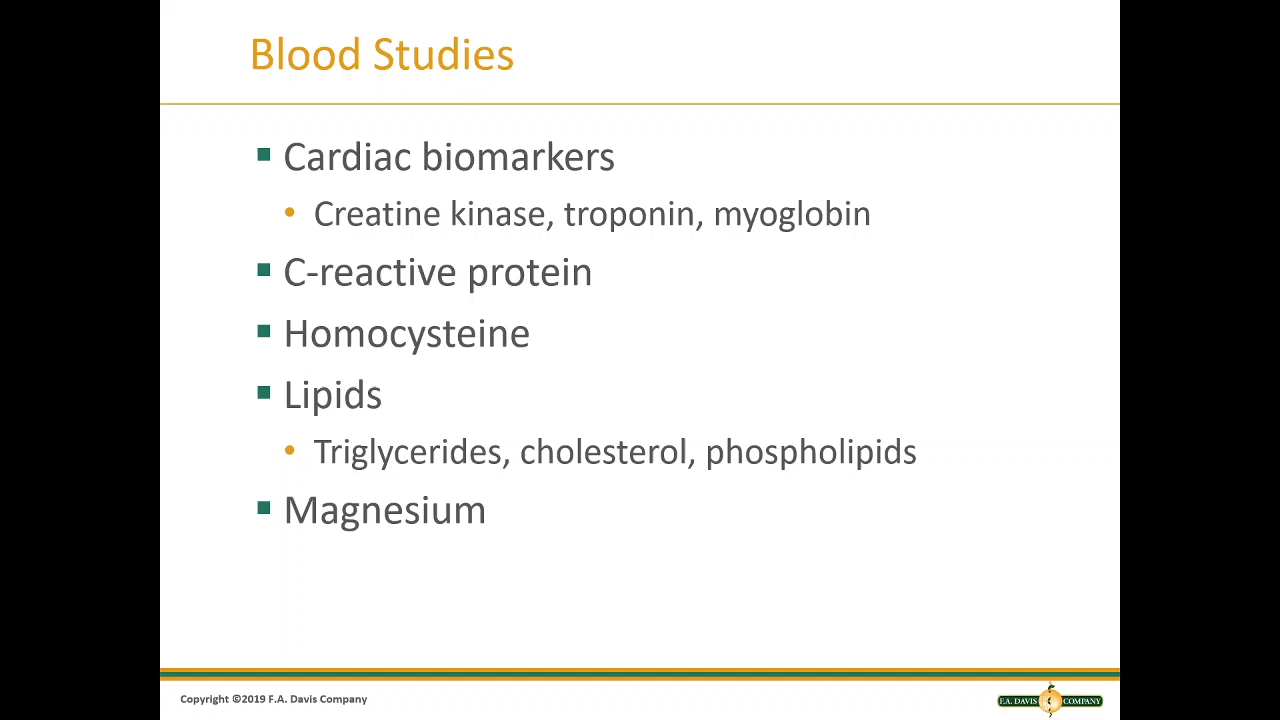 Blood Studies
Cardiac biomarkers
Creatine kinase, troponin, myoglobin
C-reactive protein
Homocysteine
Lipids
Triglycerides, cholesterol, phospholipids
Magnesium
Copyright ©2019 F.A. Davis Company
F.A. DAVIS COMPANY